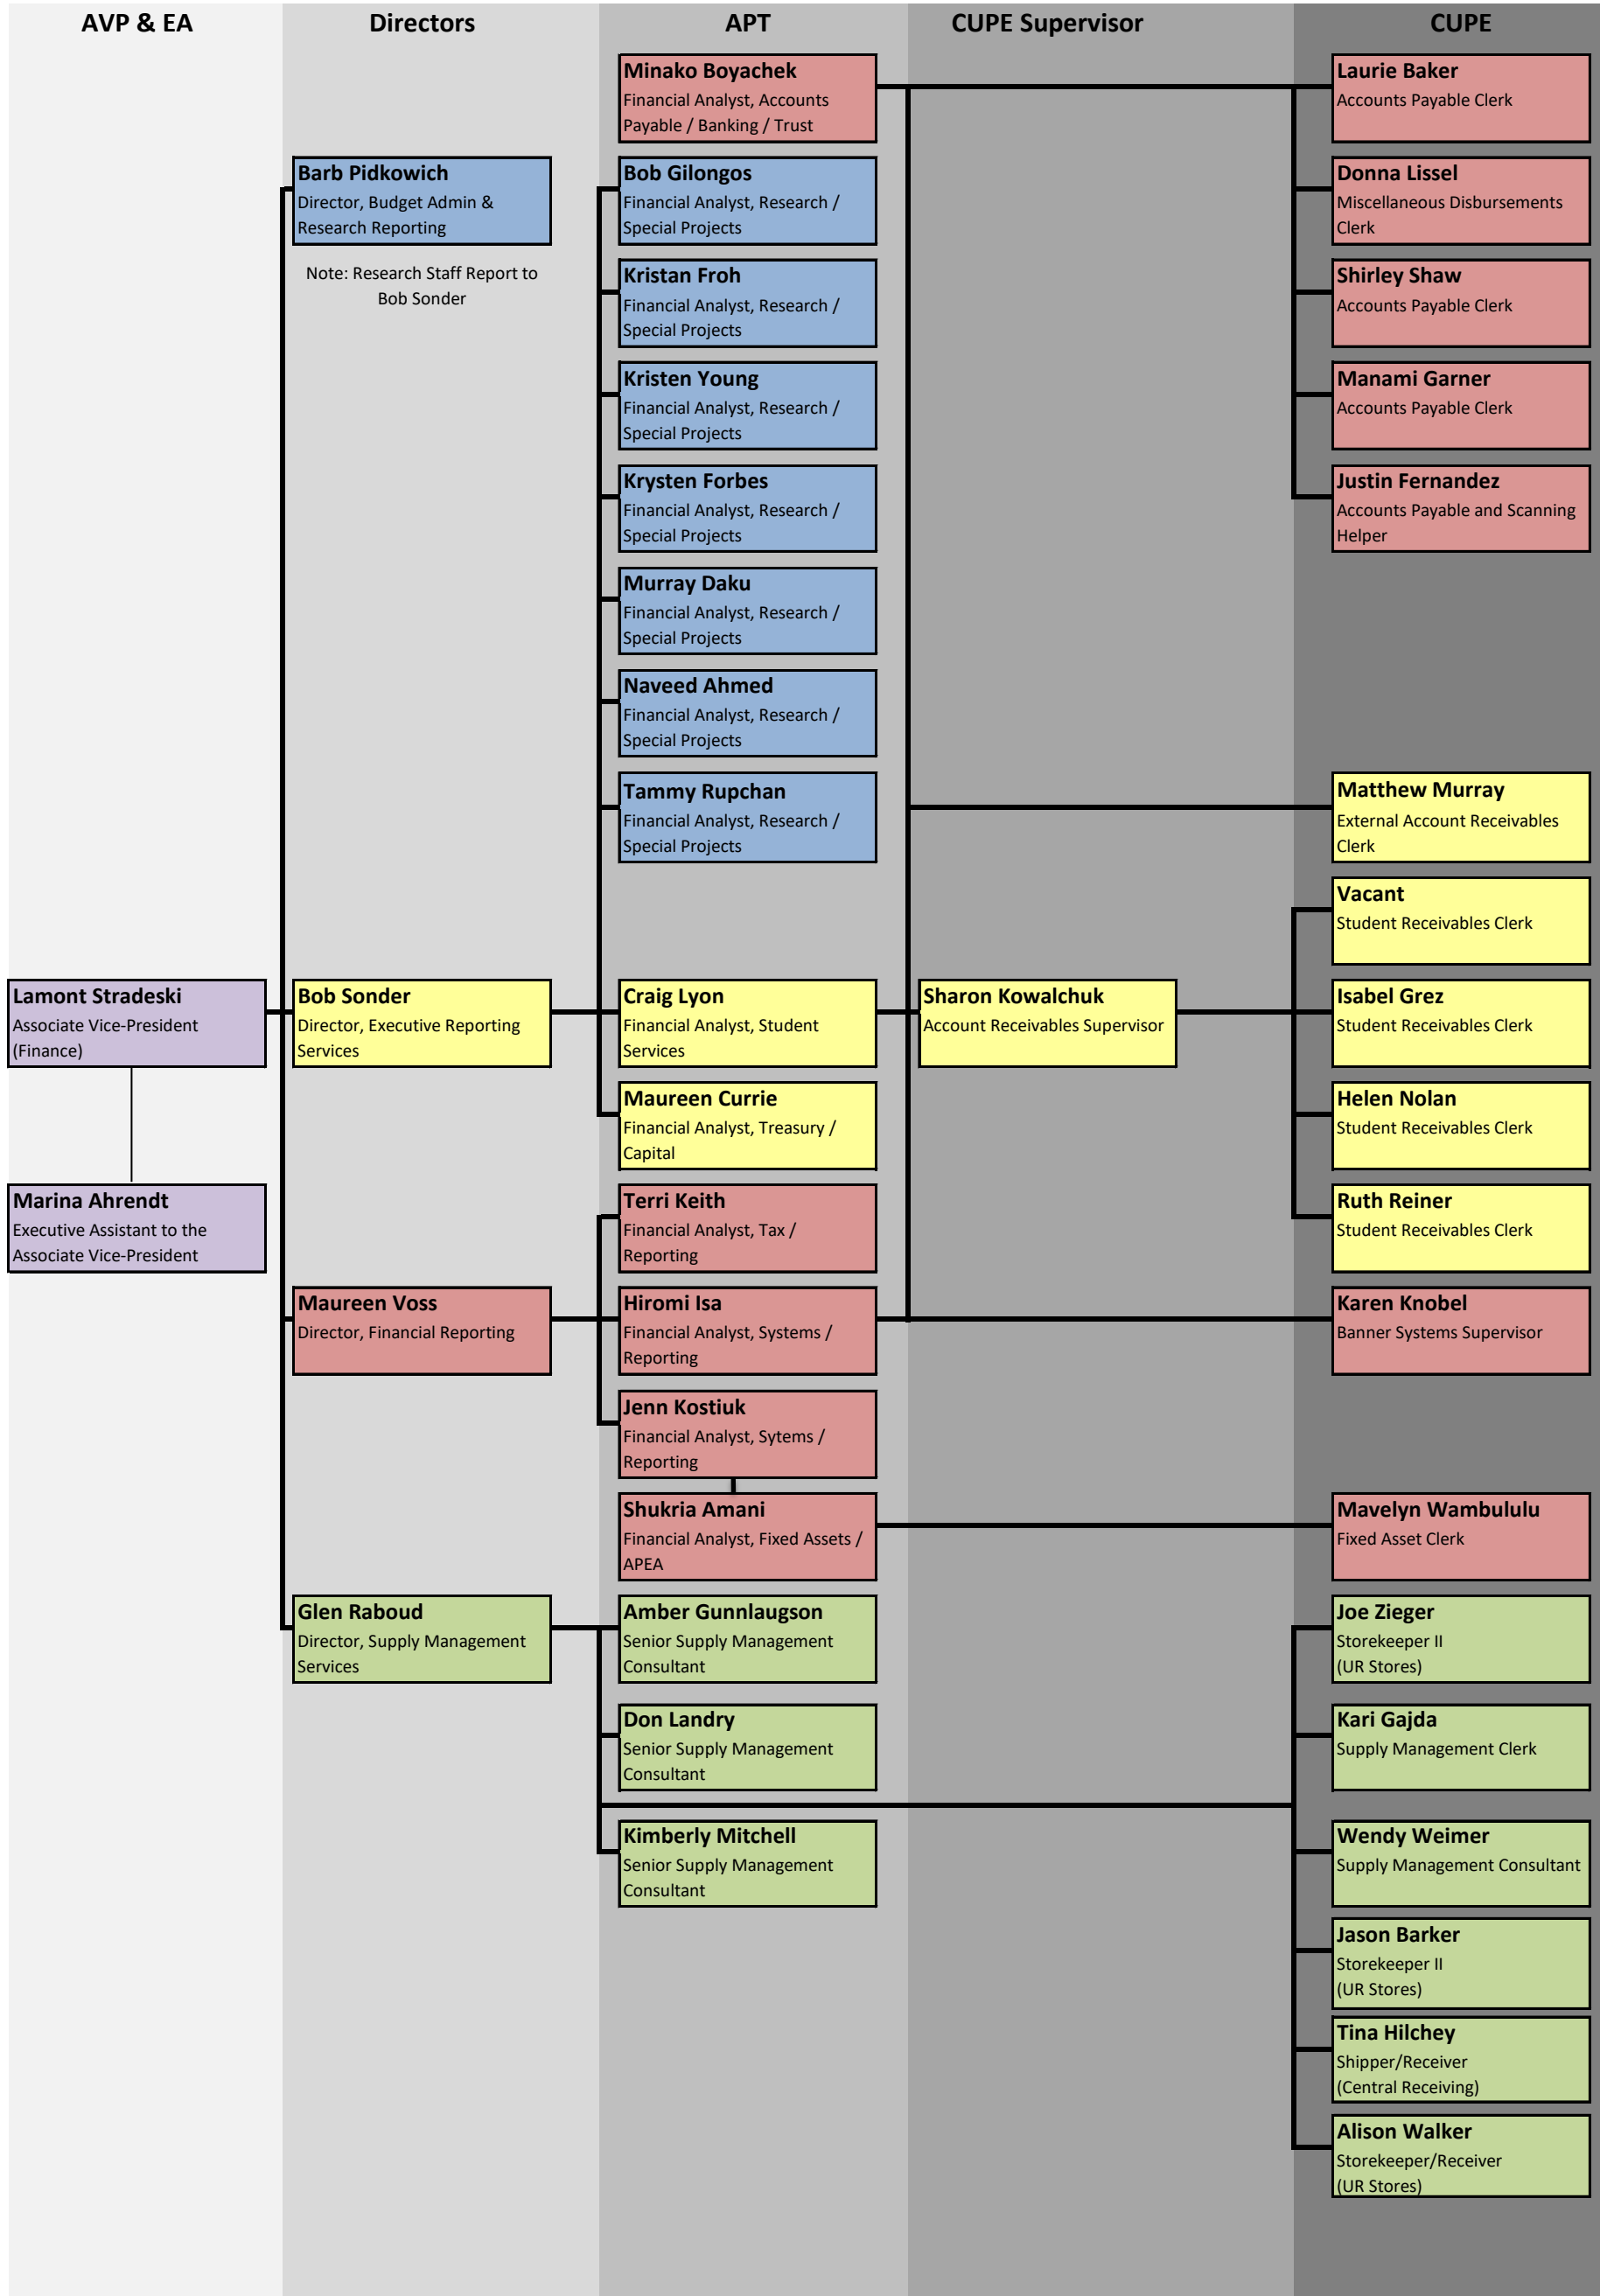 AVP & EA
Directors
APT
CUPE Supervisor
CUPE
Minako Boyachek
Financial Analyst, Accounts
Payable / Banking / Trust
Laurie Baker
Accounts Payable Clerk
Barb Pidkowich
Director, Budget Admin &
Research Reporting
Note: Research Staff Report to
Bob Sonder
Bob Gilongos
Financial Analyst, Research /
Special Projects
Donna Lissel
Miscellaneous Disbursements
Clerk
Kristan Froh
Financial Analyst, Research /
Special Projects
Shirley Shaw
Accounts Payable Clerk
Kristen Young
Financial Analyst, Research /
Special Projects
Manami Garner
Accounts Payable Clerk
Krysten Forbes
Financial Analyst, Research /
Special Projects
Justin Fernandez
Accounts Payable and Scanning
Helper
Murray Daku
Financial Analyst, Research /
Special Projects
Naveed Ahmed
Financial Analyst, Research /
Special Projects
Tammy Rupchan
Financial Analyst, Research /
Special Projects
Matthew Murray
External Account Receivables
Clerk
Vacant
Student Receivables Clerk
Lamont Stradeski
Associate Vice-President
(Finance)
Bob Sonder
Director, Executive Reporting
Services
Craig Lyon
Financial Analyst, Student
Services
Sharon Kowalchuk
Account Receivables Supervisor
Isabel Grez
Student Receivables Clerk
Maureen Currie
Financial Analyst, Treasury /
Capital
Helen Nolan
Student Receivables Clerk
Marina Ahrendt
Executive Assistant to the
Associate Vice-President
Terri Keith
Financial Analyst, Tax /
Reporting
Ruth Reiner
Student Receivables Clerk
Maureen Voss
Director, Financial Reporting
Hiromi Isa
Financial Analyst, Systems /
Reporting
Karen Knobel
Banner Systems Supervisor
Jenn Kostiuk
Financial Analyst, Sytems /
Reporting
Shukria Amani
Financial Analyst, Fixed Assets /
APEA
Mavelyn Wambululu
Fixed Asset Clerk
Glen Raboud
Director, Supply Management
Services
Amber Gunnlaugson
Senior Supply Management
Consultant
Joe Zieger
Storekeeper II
(UR Stores)
Don Landry
Senior Supply Management
Consultant
Kari Gajda
Supply Management Clerk
Kimberly Mitchell
Senior Supply Management
Consultant
Wendy Weimer
Supply Management Consultant
Jason Barker
Storekeeper II
(UR Stores)
Tina Hilchey
Shipper/Receiver
(Central Receiving)
Alison Walker
Storekeeper/Receiver
(UR Stores)